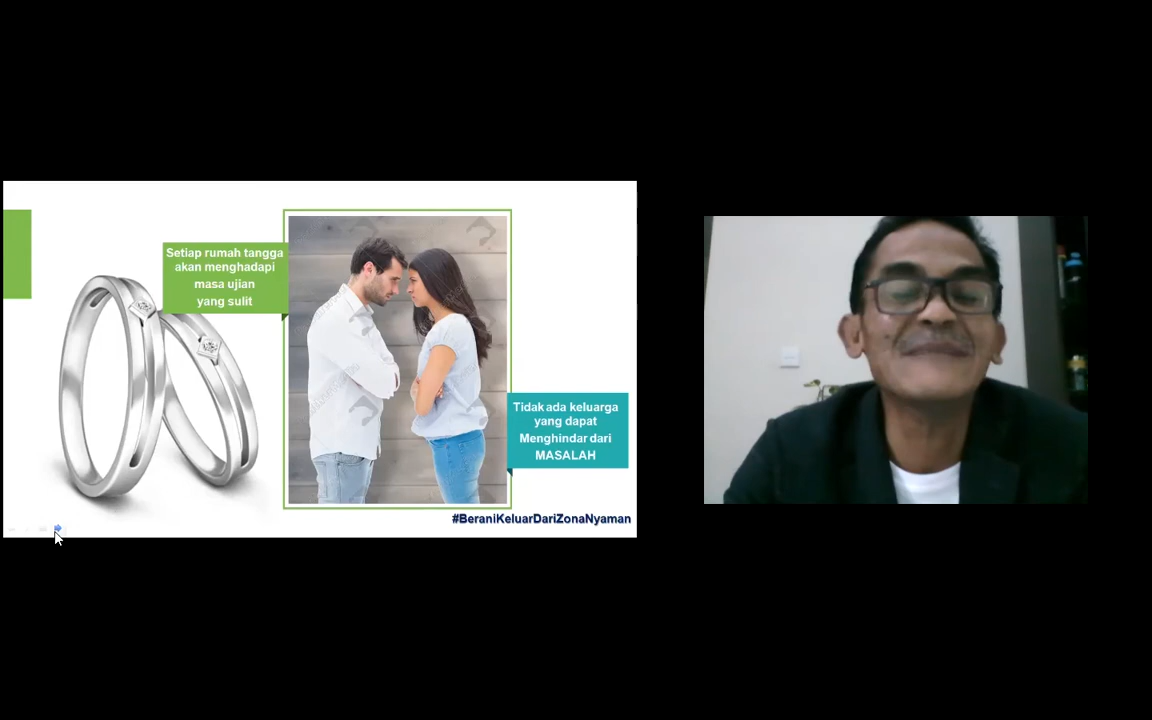 Setiap rumah tangga
akan menghadapi
masa ujian
yang sulit
Tidak ada keluarga
yang dapat
Menghindar dari
MASALAH
#BeraniKeluarDariZonaNyaman